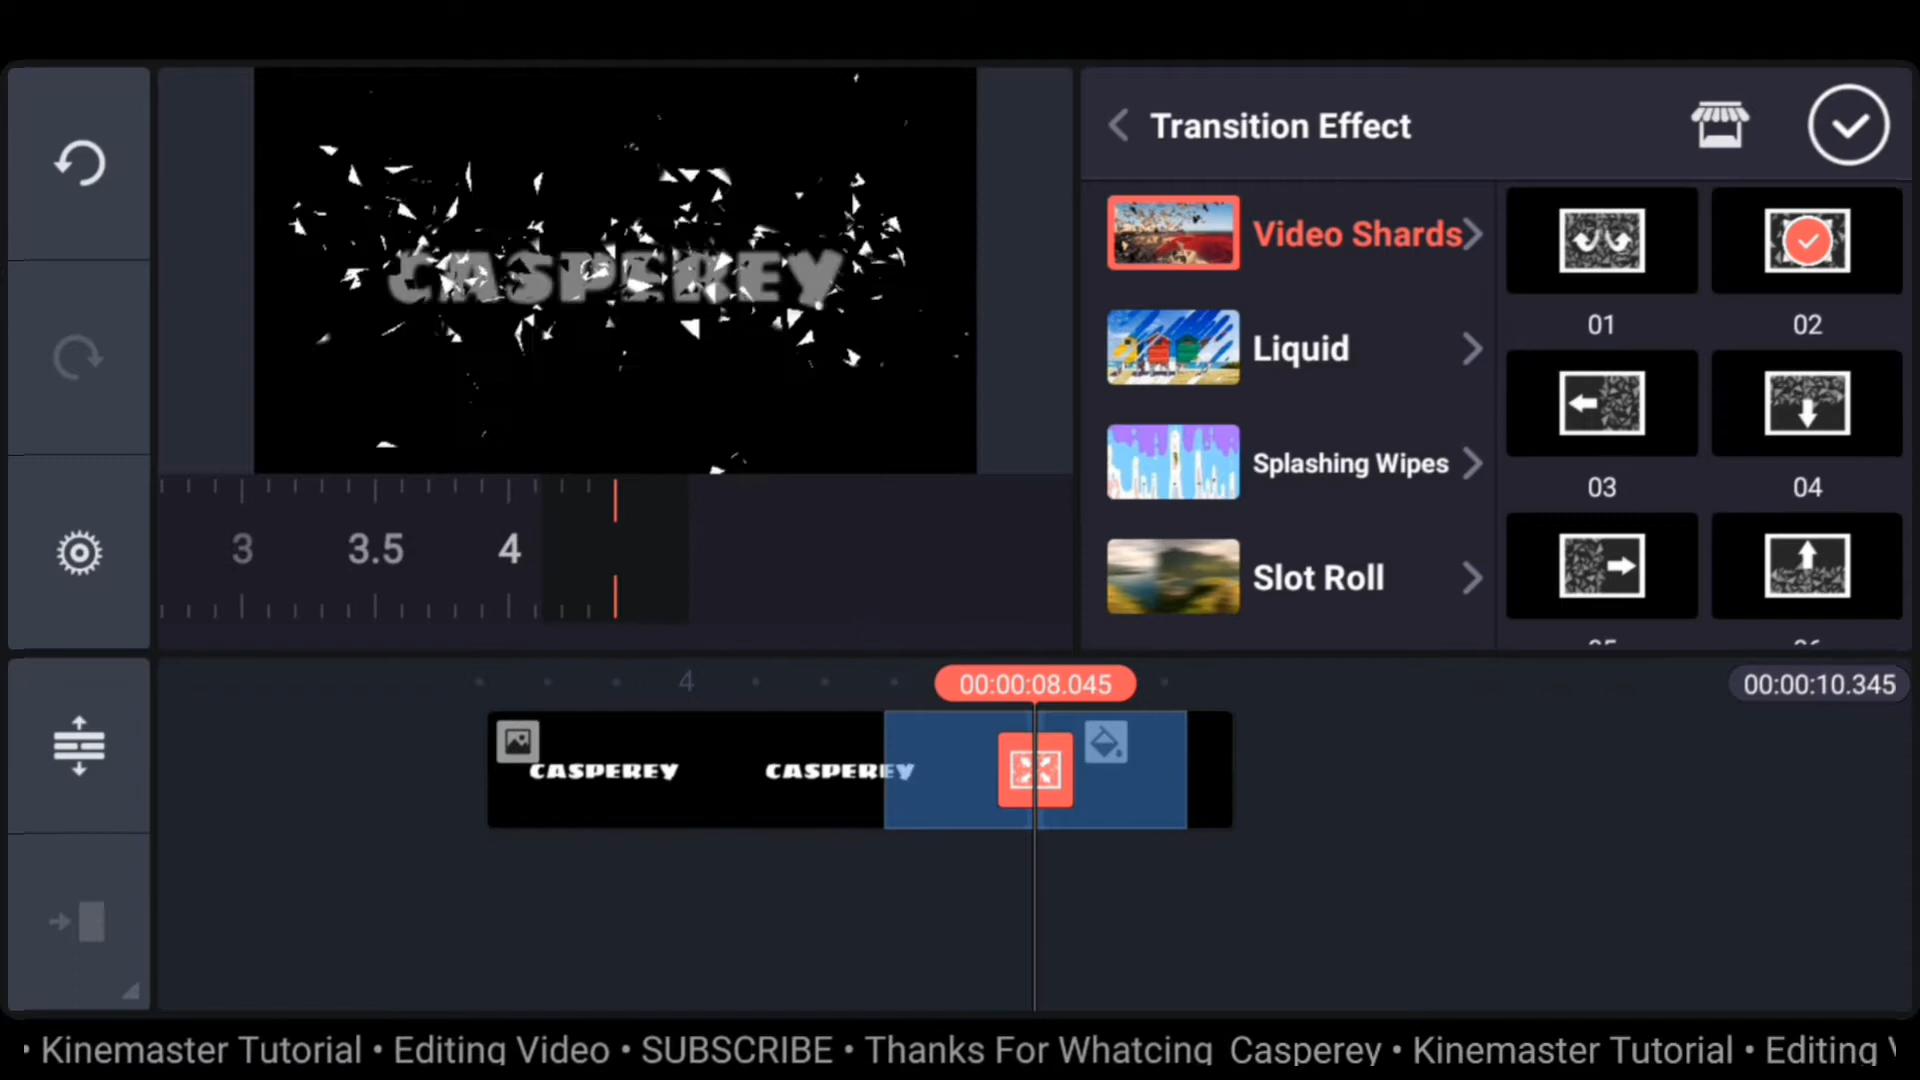 Transition Effect
CASPEREY
Video Shards
01
02
Liquid
03
04
Splashing Wipes
3
3.5
4
Slot Roll
4
00:00:08.045
00:00:10.345
CASPEREY
CASPEREY
• Kinemaster Tutorial • Editing Video • SUBSCRIBE • Thanks For Whatcing Casperey • Kinemaster Tutorial • Editing